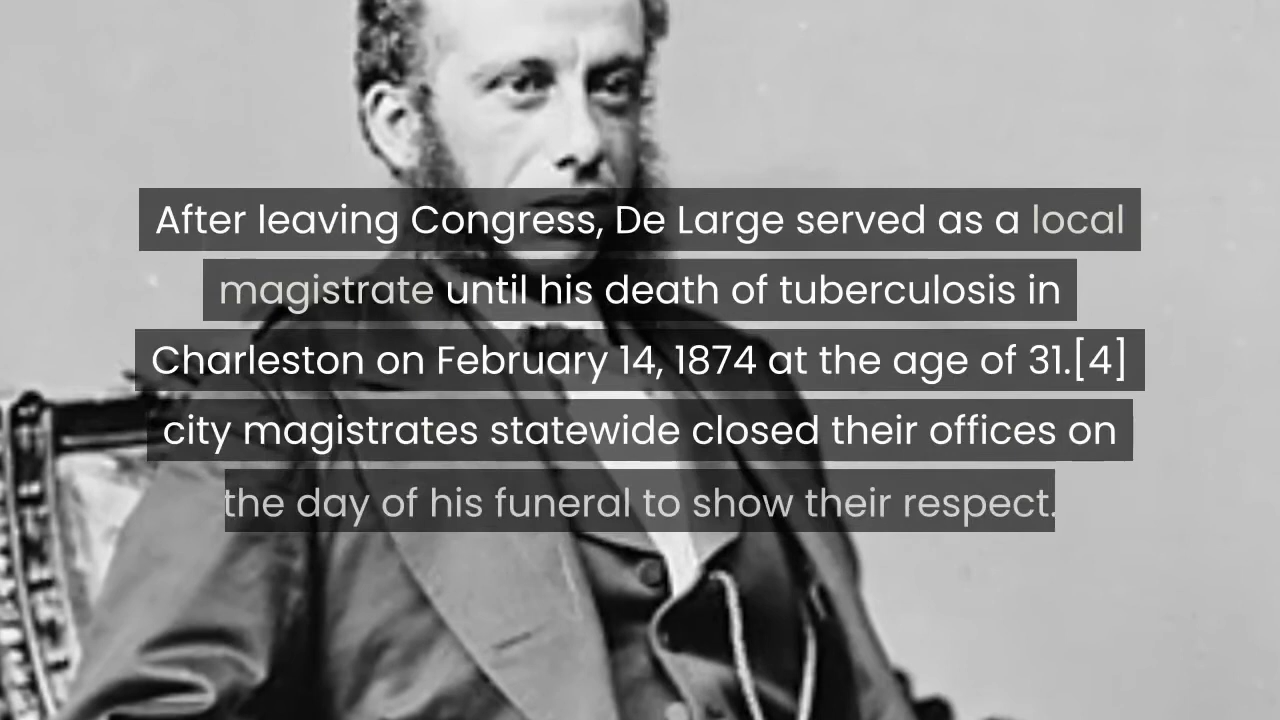 After leaving Congress, De Large served as a local
magistrate until his death of tuberculosis in
Charleston on February 14, 1874 at the age of 31.[4]
city magistrates statewide closed their offices on
the day of his funeral to show their respect.